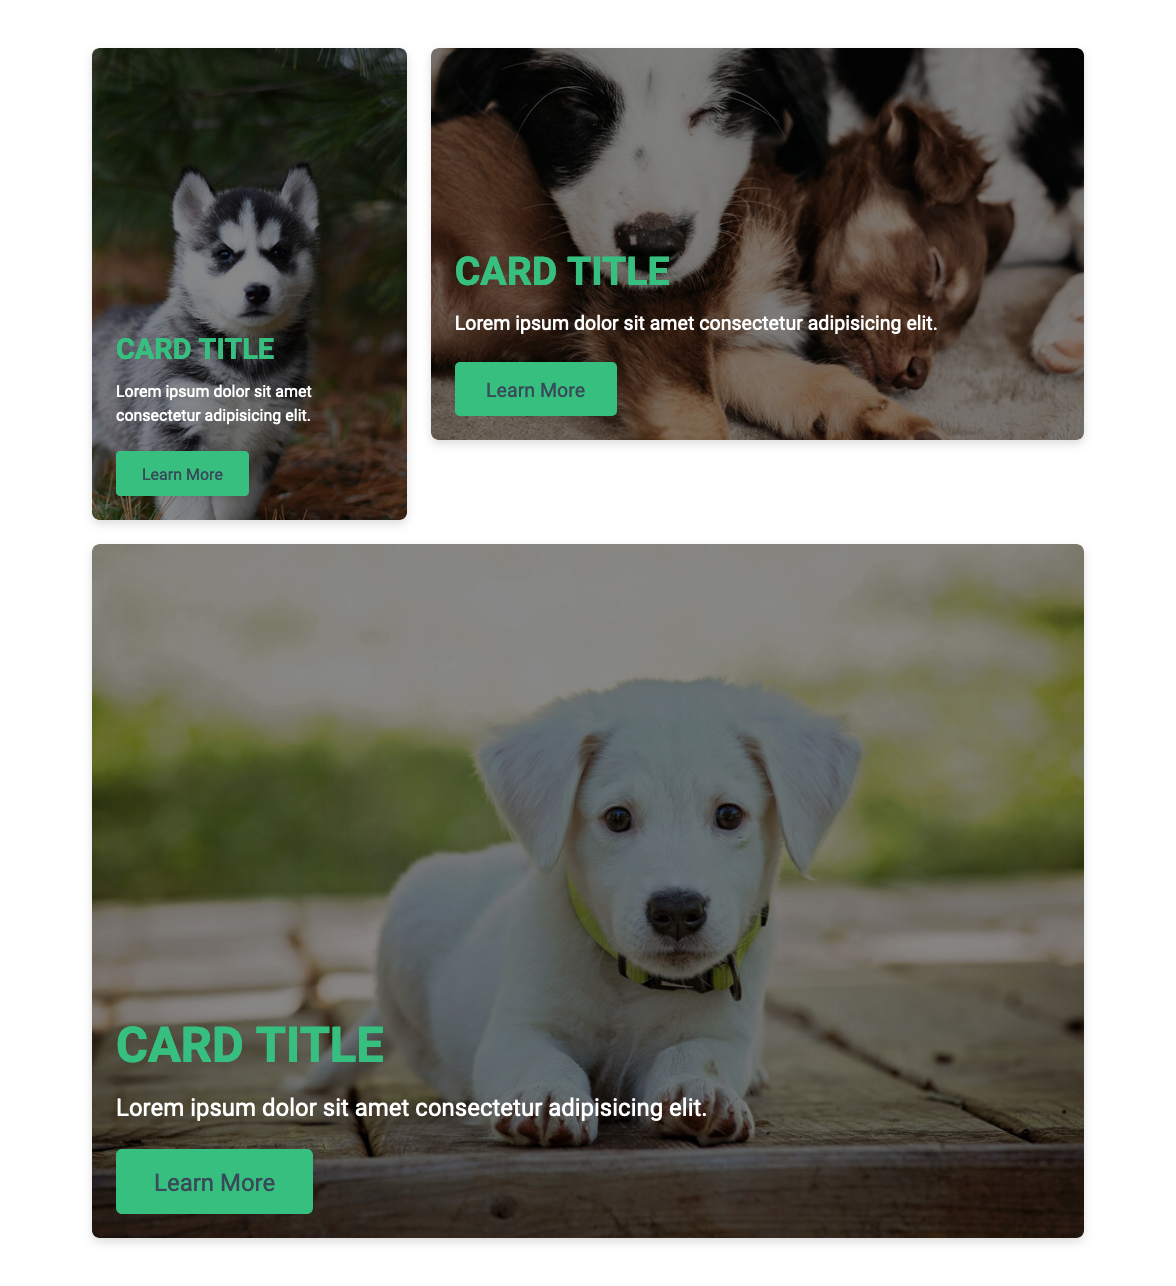 CARD TITLE
Lorem ipsum dolor sit amet
consectetur adipisicing elit.
Learn More
CARD TITLE
Lorem ipsum dolor sit amet consectetur adipisicing elit.
Learn More
CARD TITLE
Lorem ipsum dolor sit amet consectetur adipisicing elit.
Learn More